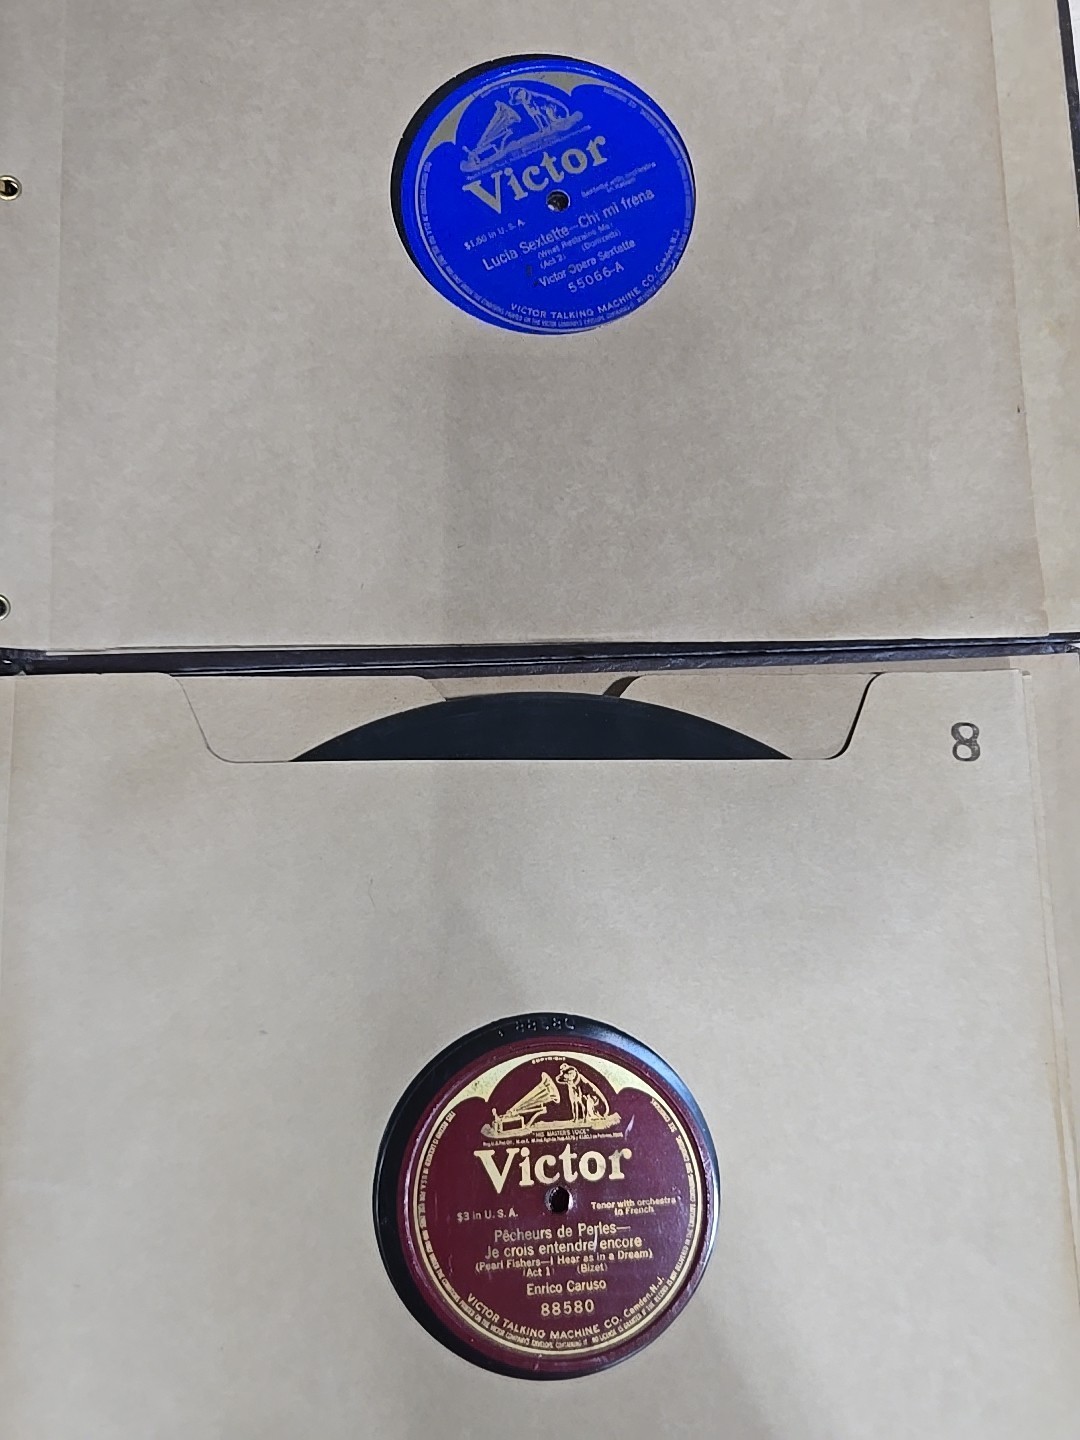 Victor
Sextette with orchestra
in Italian
$1.50 in U.S.A.
Lucia Sextette—Chi mi frena
(What Restrains Me)
(Act 2) (Donizetti)
Victor Opera Sextette
55066-A
VICTOR TALKING MACHINE CO. Camden, N.J.
8
"HIS MASTER'S VOICE"
Victor
Tenor with orchestra
In French
$3 in U.S.A.
Pêcheurs de Perles—
Je crois entendre encore
(Pearl Fishers—I Hear as in a Dream)
(Act 1) (Bizet)
Enrico Caruso
88580
VICTOR TALKING MACHINE CO. Camden, N.J.